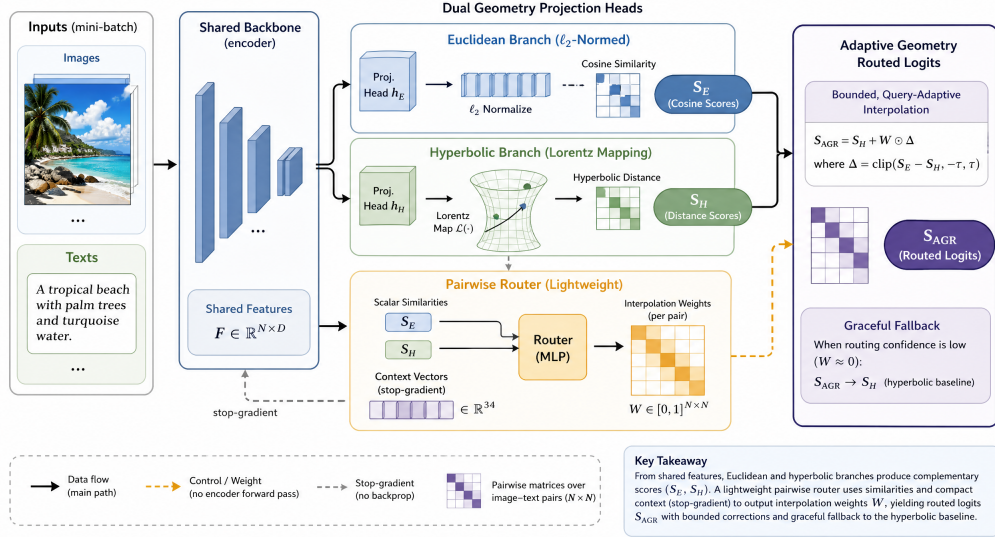 Dual Geometry Projection Heads
Inputs (mini-batch)
Images
...
Texts
A tropical beach
with palm trees
and turquoise
water.
...
Shared Backbone
(encoder)
...
Shared Features
F ∈ ℝ^{N×D}
stop-gradient
Euclidean Branch (ℓ₂-Normed)
Proj.
Head h_E
ℓ₂ Normalize
Cosine Similarity
S_E
(Cosine Scores)
Hyperbolic Branch (Lorentz Mapping)
Proj.
Head h_H
Lorentz
Map ℒ(·)
Hyperbolic Distance
S_H
(Distance Scores)
Pairwise Router (Lightweight)
Scalar Similarities
S_E
S_H
Context Vectors
(stop-gradient)
∈ ℝ^{34}
Router
(MLP)
Interpolation Weights
(per pair)
W ∈ [0, 1]^{N×N}
Adaptive Geometry
Routed Logits
Bounded, Query-Adaptive
Interpolation
S_AGR = S_H + W ⊙ Δ
where Δ = clip(S_E − S_H, −τ, τ)
S_AGR
(Routed Logits)
Graceful Fallback
When routing confidence is low
(W ≈ 0):
S_AGR → S_H (hyperbolic baseline)
Data flow
(main path)
Control / Weight
(no encoder forward pass)
Stop-gradient
(no backprop)
Pairwise matrices over
image–text pairs (N × N)
Key Takeaway
From shared features, Euclidean and hyperbolic branches produce complementary
scores (S_E, S_H). A lightweight pairwise router uses similarities and compact
context (stop-gradient) to output interpolation weights W, yielding routed logits
S_AGR with bounded corrections and graceful fallback to the hyperbolic baseline.